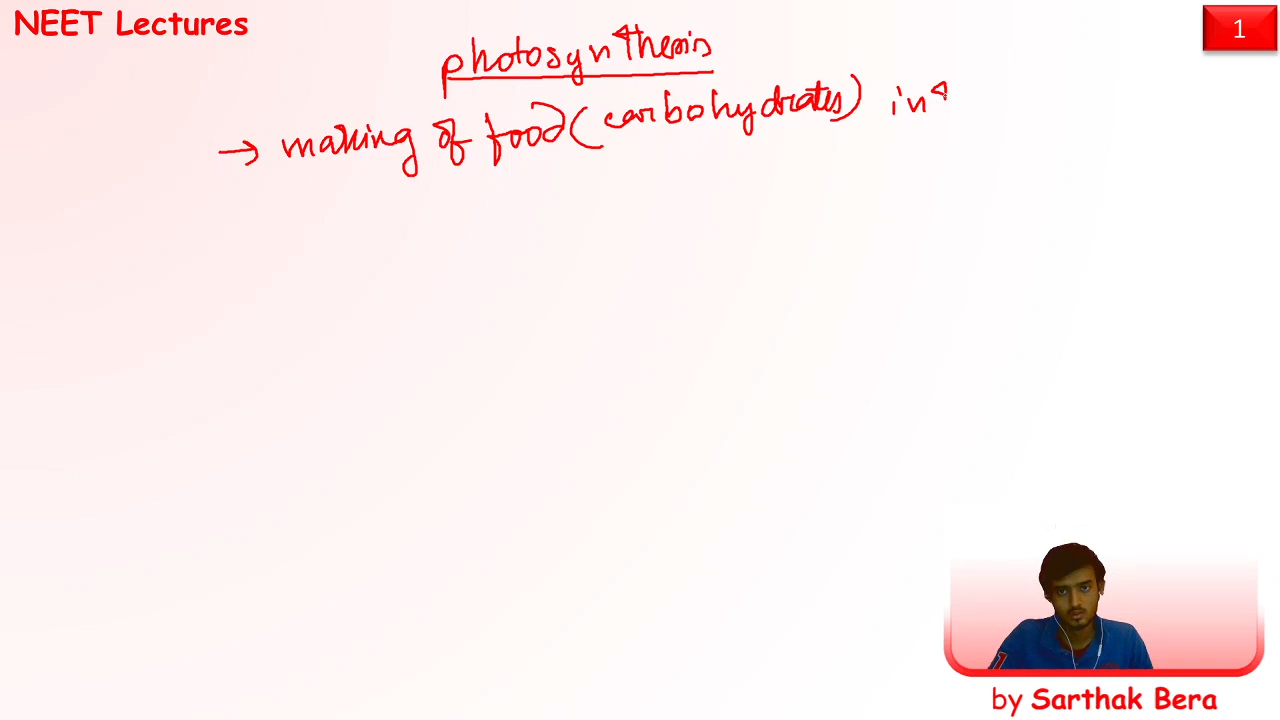 NEET Lectures
1
photosynthesis
→ making of food (carbohydrates) in
by Sarthak Bera